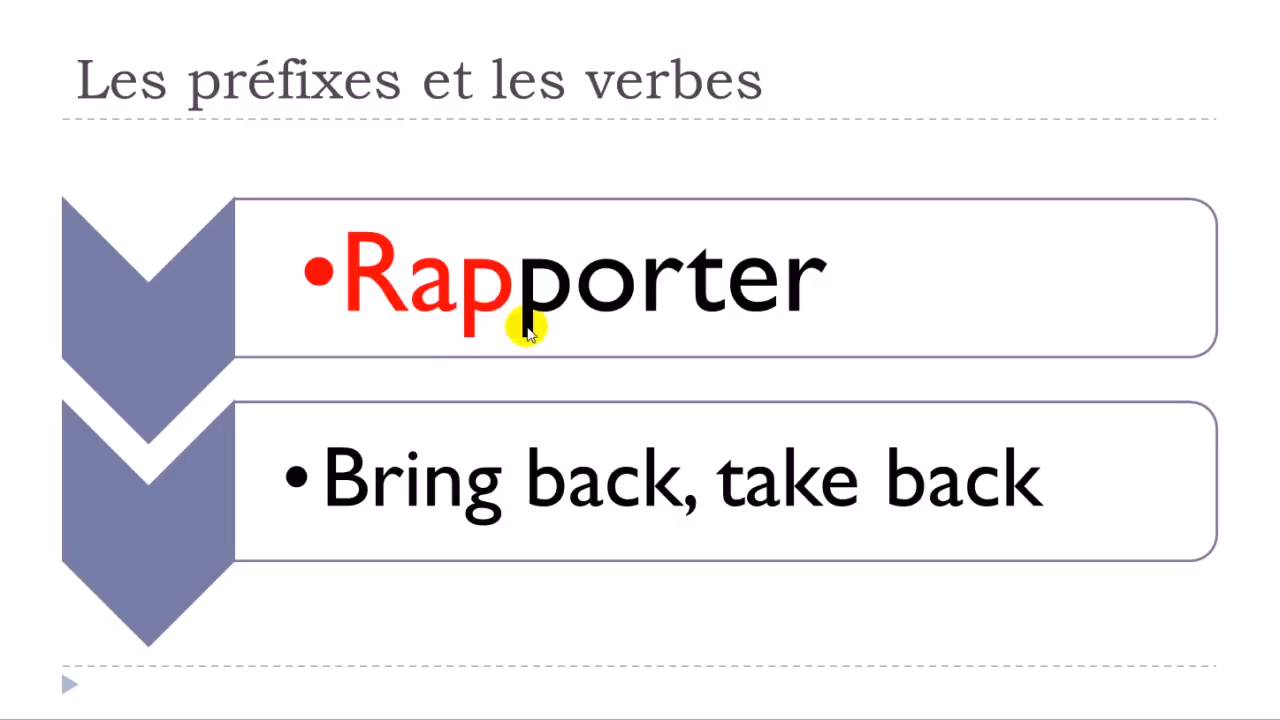 Les préfixes et les verbes
•Rapporter
•Bring back, take back